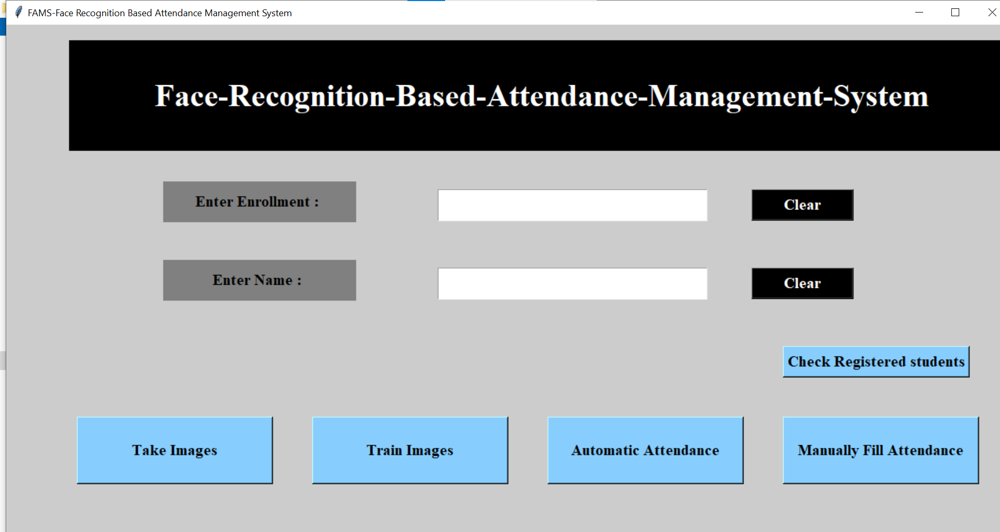 FAMS-Face Recognition Based Attendance Management System
Face-Recognition-Based-Attendance-Management-System
Enter Enrollment :
Clear
Enter Name :
Clear
Check Registered students
Take Images
Train Images
Automatic Attendance
Manually Fill Attendance